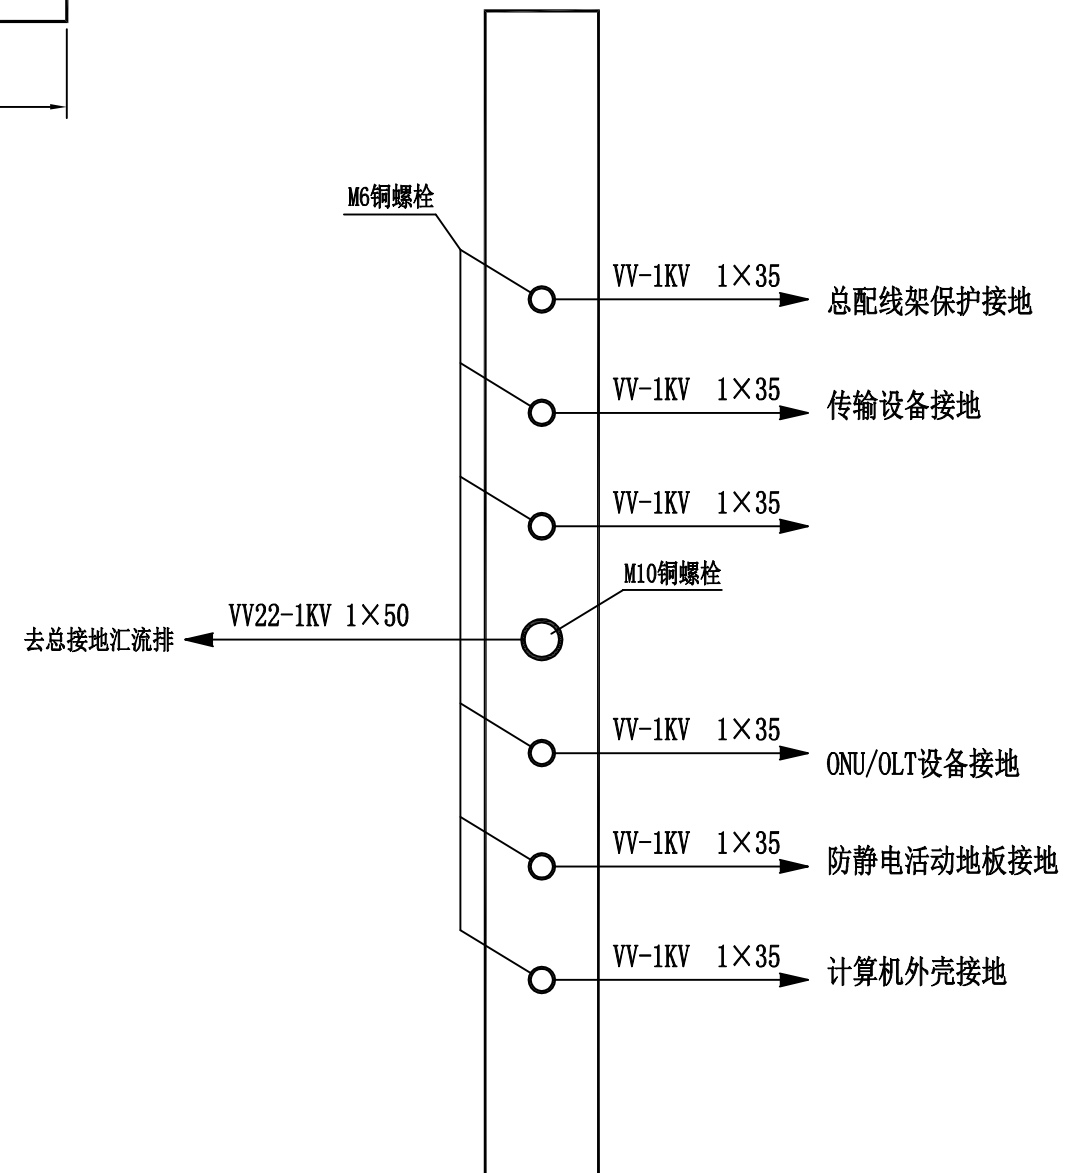 M6铜螺栓
VV-1KV 1×35
总配线架保护接地
VV-1KV 1×35
传输设备接地
VV-1KV 1×35
M10铜螺栓
VV22-1KV 1×50
去总接地汇流排
VV-1KV 1×35
ONU/OLT设备接地
VV-1KV 1×35
防静电活动地板接地
VV-1KV 1×35
计算机外壳接地